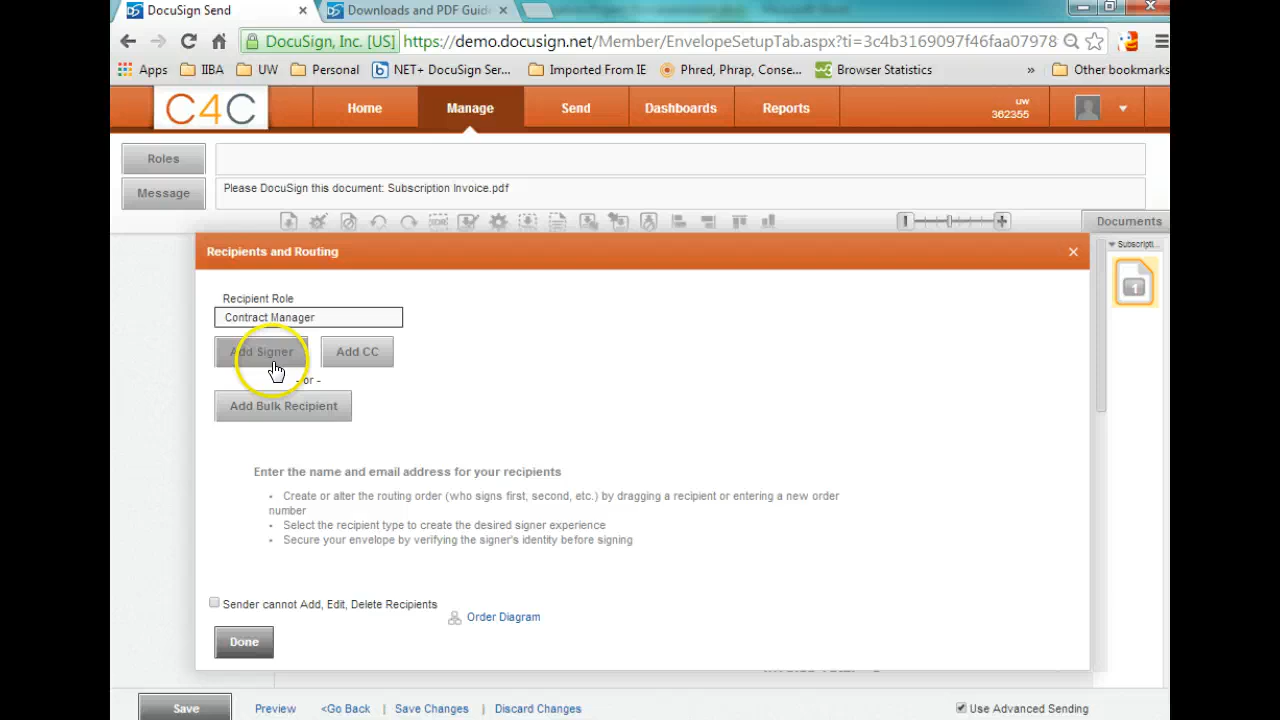 DocuSign Send
Downloads and PDF Guid
DocuSign, Inc. [US] https://demo.docusign.net/Member/EnvelopeSetupTab.aspx?ti=3c4b3169097f46faa07978
Apps IIBA UW Personal NET+ DocuSign Ser... Imported From IE Phred, Phrap, Conse... Browser Statistics » Other bookmarks
C4C Home Manage Send Dashboards Reports UW
362355
Roles
Message Please DocuSign this document: Subscription Invoice.pdf
Documents
Subscripti...
1
Recipients and Routing
Recipient Role
Contract Manager
Add Signer Add CC
- or -
Add Bulk Recipient
Enter the name and email address for your recipients
• Create or alter the routing order (who signs first, second, etc.) by dragging a recipient or entering a new order
number
• Select the recipient type to create the desired signer experience
• Secure your envelope by verifying the signer's identity before signing
Sender cannot Add, Edit, Delete Recipients
Order Diagram
Done
Save Preview <Go Back | Save Changes | Discard Changes Use Advanced Sending